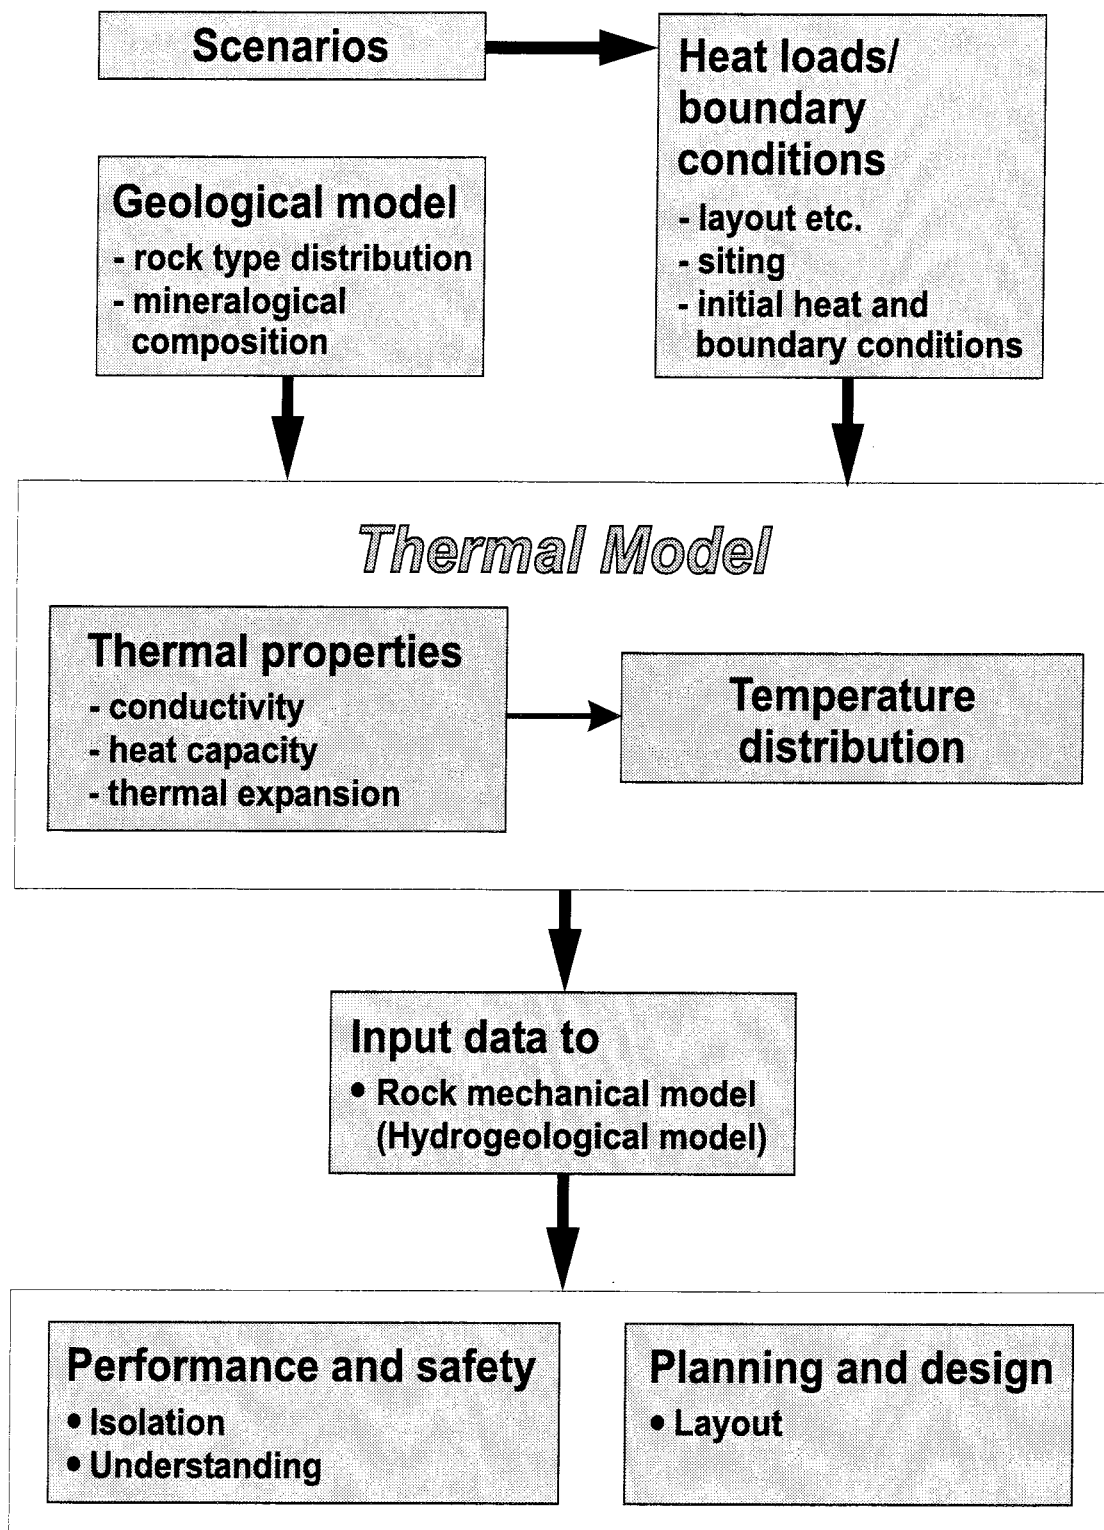 Scenarios
Heat loads/
boundary
conditions
- layout etc.
- siting
- initial heat and
boundary conditions
Geological model
- rock type distribution
- mineralogical
composition
Thermal Model
Thermal properties
- conductivity
- heat capacity
- thermal expansion
Temperature
distribution
Input data to
• Rock mechanical model
(Hydrogeological model)
Performance and safety
• Isolation
• Understanding
Planning and design
• Layout